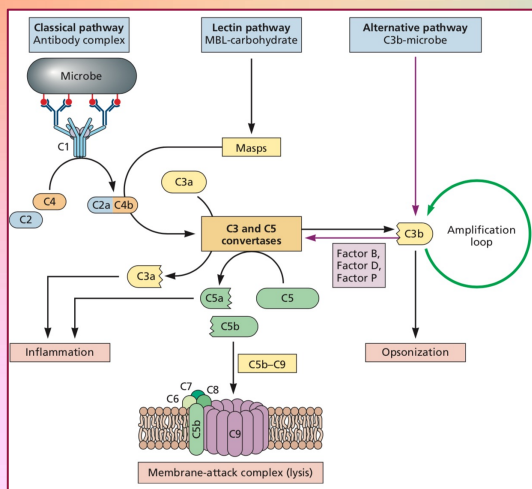 Classical pathway
Antibody complex
Lectin pathway
MBL-carbohydrate
Alternative pathway
C3b-microbe
Microbe
C1
Masps
C4
C2
C2a
C4b
C3a
C3 and C5
convertases
C3b
Amplification
loop
Factor B,
Factor D,
Factor P
C3a
C5a
C5
C5b
Inflammation
C5b–C9
Opsonization
C7
C8
C6
C5b
C9
Membrane-attack complex (lysis)